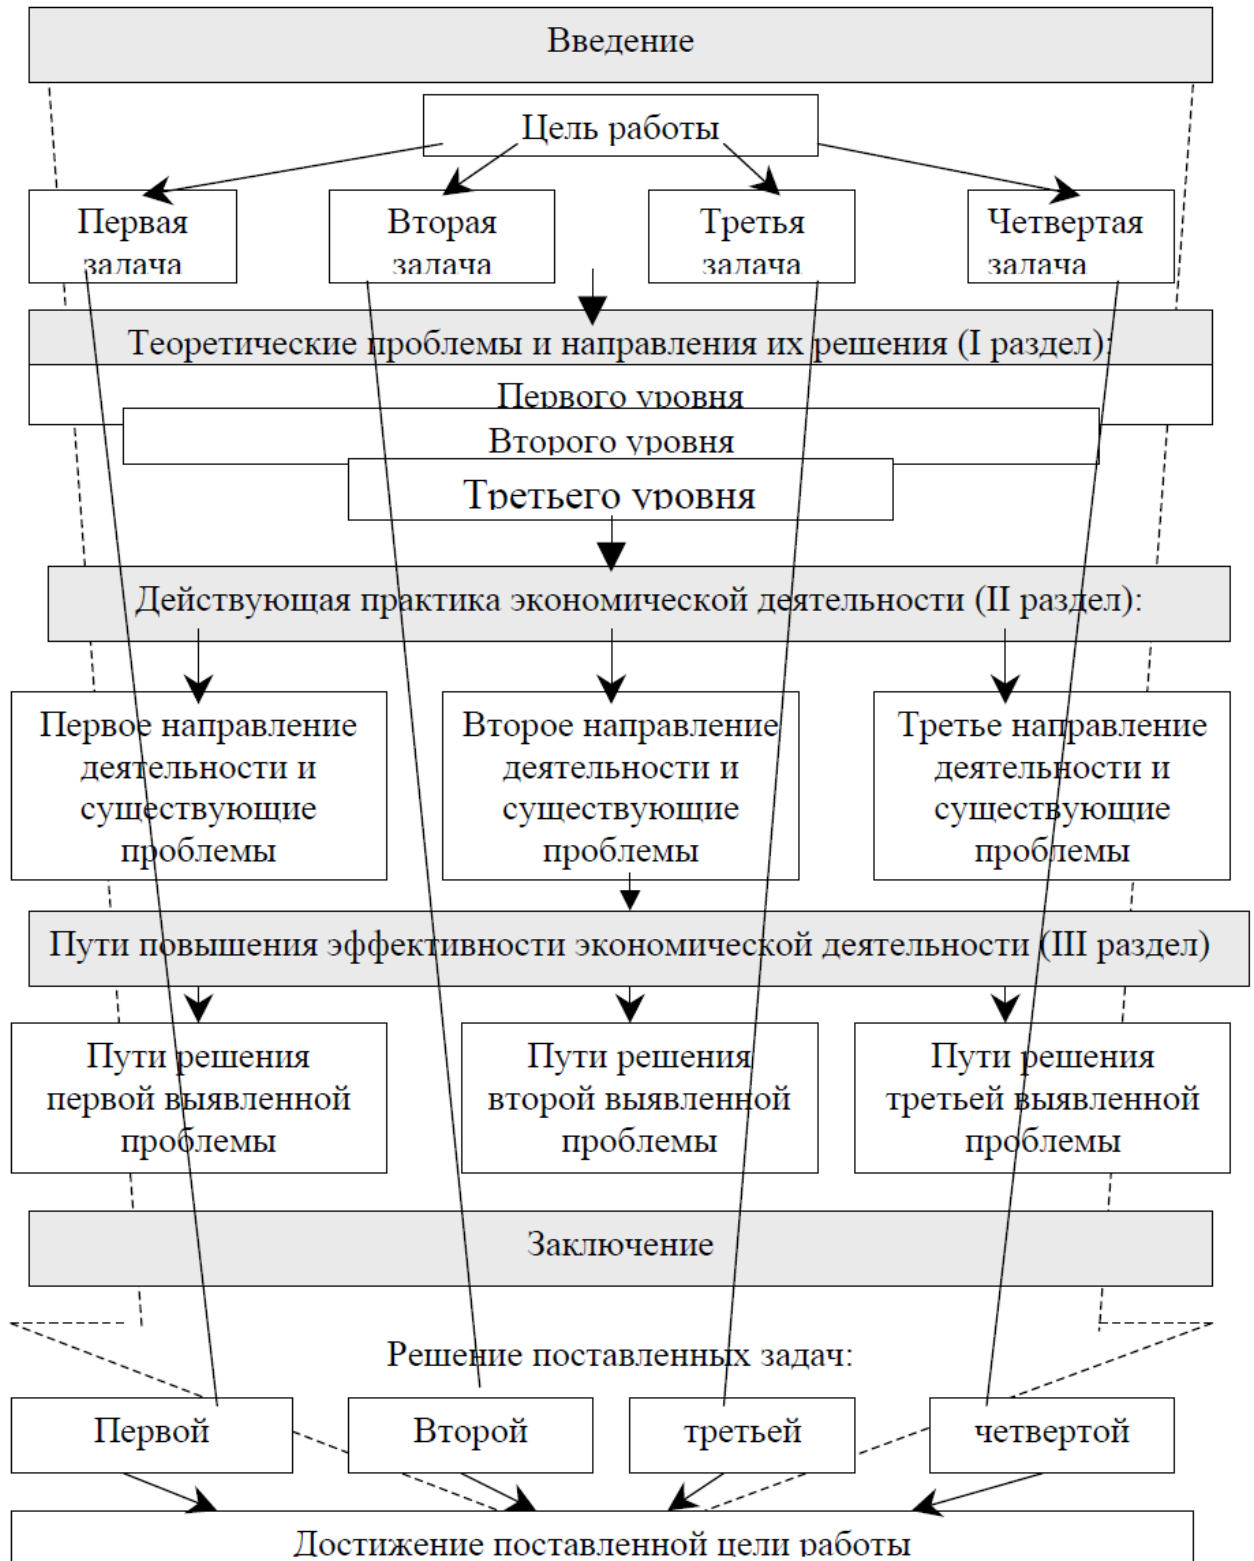 Введение
Цель работы
Первая
задача
Вторая
задача
Третья
задача
Четвертая
задача
Теоретические проблемы и направления их решения (I раздел):
Первого уровня
Второго уровня
Третьего уровня
Действующая практика экономической деятельности (II раздел):
Первое направление
деятельности и
существующие
проблемы
Второе направление
деятельности и
существующие
проблемы
Третье направление
деятельности и
существующие
проблемы
Пути повышения эффективности экономической деятельности (III раздел)
Пути решения
первой выявленной
проблемы
Пути решения
второй выявленной
проблемы
Пути решения
третьей выявленной
проблемы
Заключение
Решение поставленных задач:
Первой
Второй
третьей
четвертой
Достижение поставленной цели работы